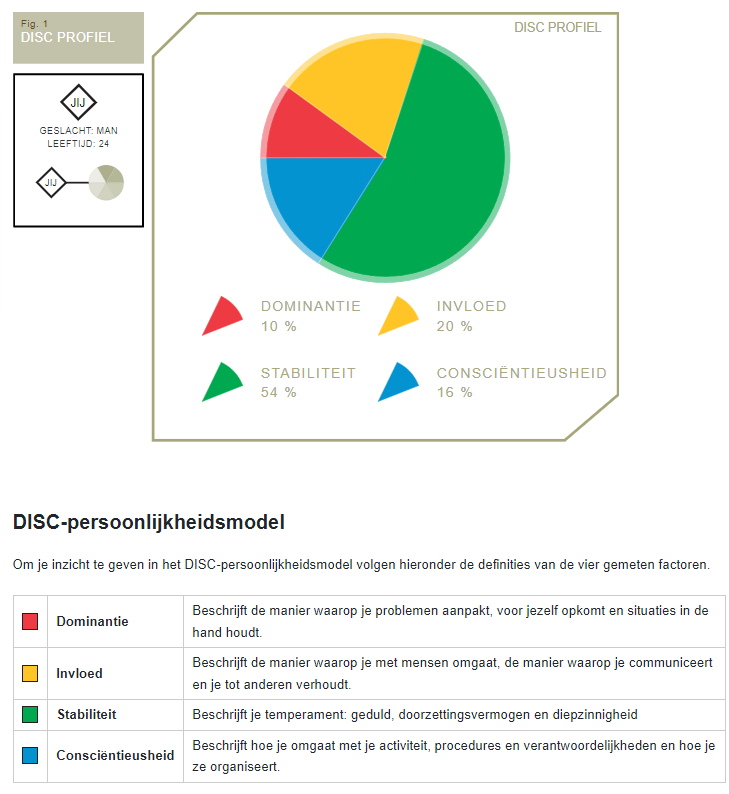 Fig. 1
DISC PROFIEL
DISC PROFIEL
JIJ
GESLACHT: MAN
LEEFTIJD: 24
JIJ
DOMINANTIE
10 %
INVLOED
20 %
STABILITEIT
54 %
CONSCIËNTIEUSHEID
16 %
DISC-persoonlijkheidsmodel
Om je inzicht te geven in het DISC-persoonlijkheidsmodel volgen hieronder de definities van de vier gemeten factoren.
Dominantie
Beschrijft de manier waarop je problemen aanpakt, voor jezelf opkomt en situaties in de
hand houdt.
Invloed
Beschrijft de manier waarop je met mensen omgaat, de manier waarop je communiceert
en je tot anderen verhoudt.
Stabiliteit
Beschrijft je temperament: geduld, doorzettingsvermogen en diepzinnigheid
Consciëntieusheid
Beschrijft hoe je omgaat met je activiteit, procedures en verantwoordelijkheden en hoe je
ze organiseert.